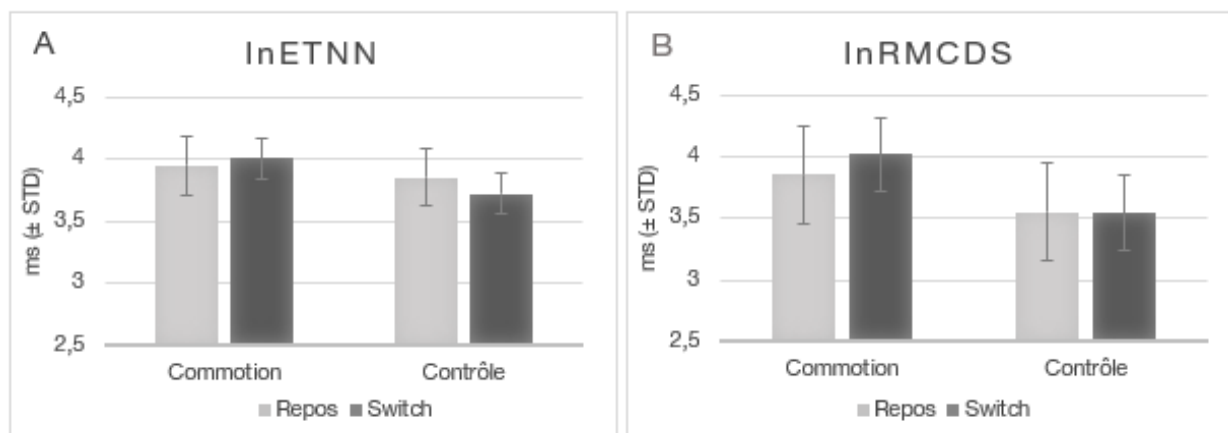 A
lnETNN
4,5
4
3,5
3
2,5
ms (± STD)
Commotion
Contrôle
Repos
Switch
B
lnRMCDS
4,5
4
3,5
3
2,5
ms (± STD)
Commotion
Contrôle
Repos
Switch